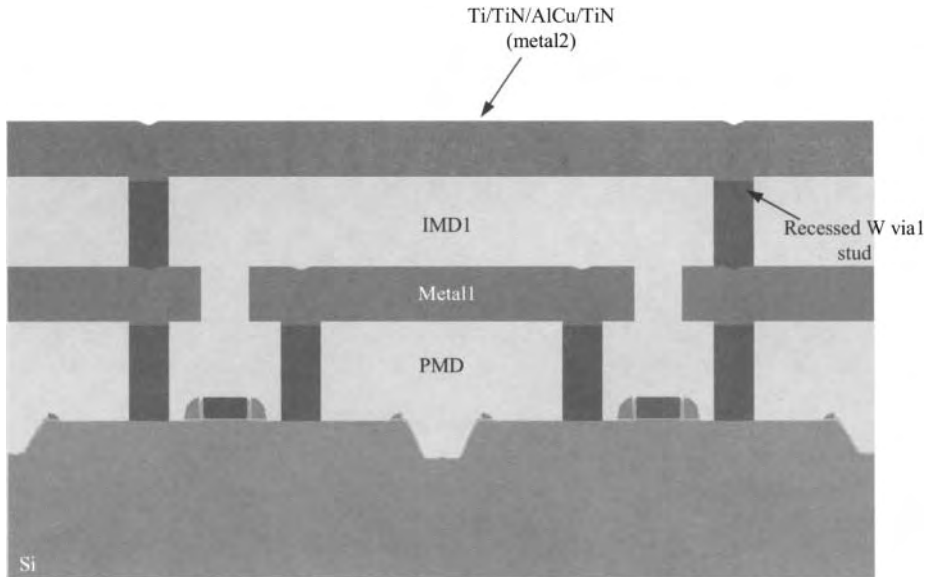 Ti/TiN/AlCu/TiN
(metal2)
IMD1
Recessed W via1
stud
Metal1
PMD
Si